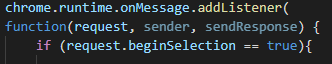 chrome.runtime.onMessage.addListener(
function(request, sender, sendResponse) {
if (request.beginSelection == true){